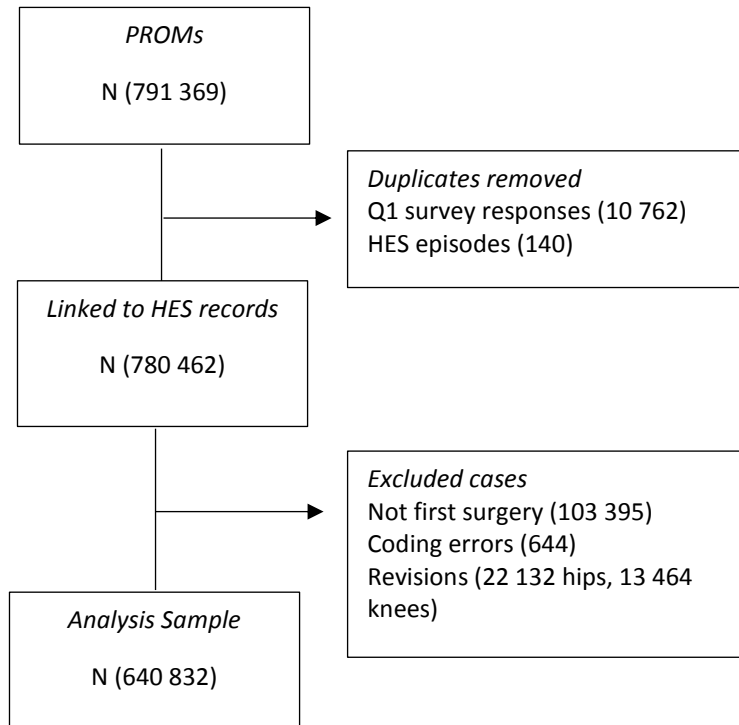 PROMs
N (791 369)
Duplicates removed
Q1 survey responses (10 762)
HES episodes (140)
Linked to HES records
N (780 462)
Excluded cases
Not first surgery (103 395)
Coding errors (644)
Revisions (22 132 hips, 13 464
knees)
Analysis Sample
N (640 832)